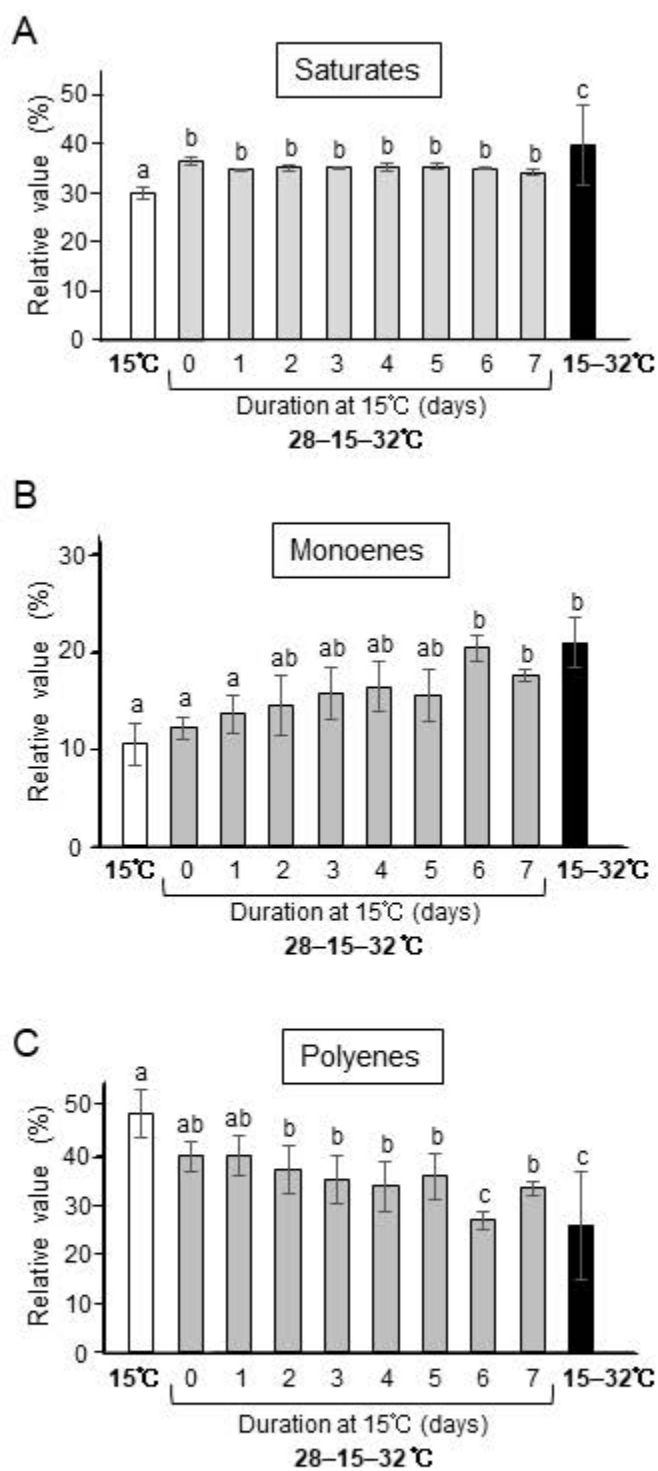 A
Saturates
Relative value (%)
50
40
30
20
10
0
a
b
b
b
b
b
b
b
b
c
15℃ 0 1 2 3 4 5 6 7 15–32℃
Duration at 15℃ (days)
28–15–32℃
B
Monoenes
Relative value (%)
30
20
10
0
a
a
a
ab
ab
ab
ab
b
b
b
15℃ 0 1 2 3 4 5 6 7 15–32℃
Duration at 15℃ (days)
28–15–32℃
C
Polyenes
Relative value (%)
50
40
30
20
10
0
a
ab
ab
b
b
b
b
c
b
c
15℃ 0 1 2 3 4 5 6 7 15–32℃
Duration at 15℃ (days)
28–15–32℃